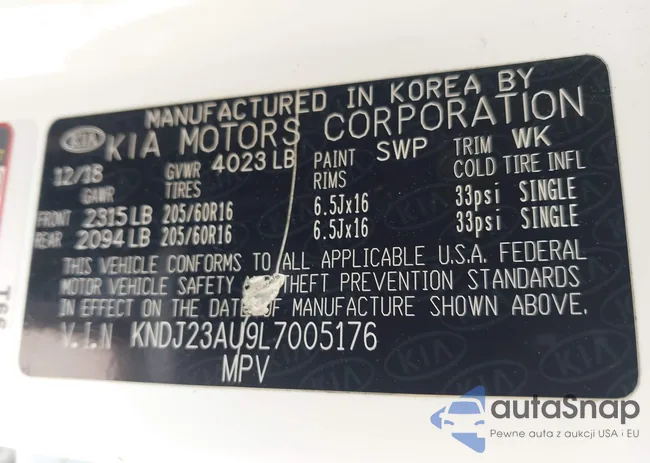 MANUFACTURED IN KOREA BY
KIA KIA MOTORS CORPORATION
12/18 GVWR 4023 LB PAINT SWP TRIM WK
GAWR TIRES RIMS COLD TIRE INFL
FRONT 2315 LB 205/60R16 6.5Jx16 33psi SINGLE
REAR 2094 LB 205/60R16 6.5Jx16 33psi SINGLE
THIS VEHICLE CONFORMS TO ALL APPLICABLE U.S.A. FEDERAL
MOTOR VEHICLE SAFETY THEFT PREVENTION STANDARDS
IN EFFECT ON THE DATE OF MANUFACTURE SHOWN ABOVE.
V.I.N KNDJ23AU9L7005176
MPV
T66
autaSnap
Pewne auta z aukcji USA i EU